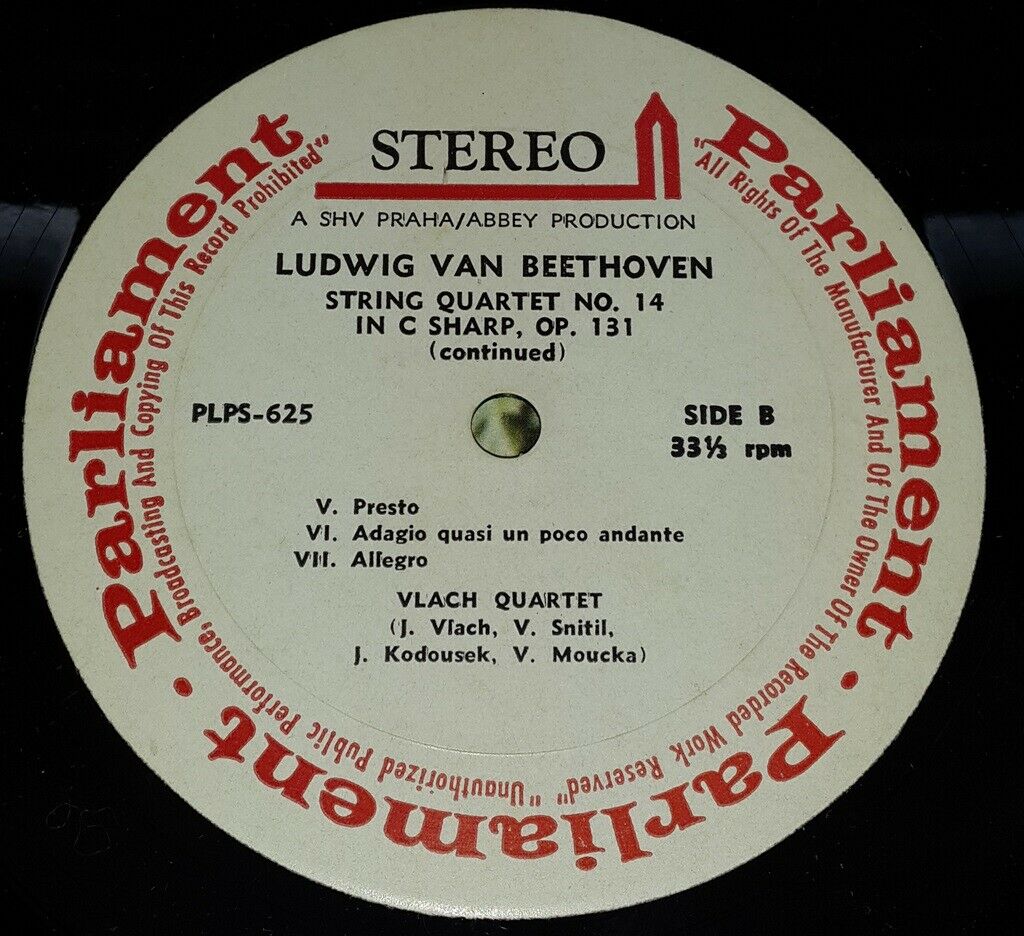 STEREO
A SHV PRAHA/ABBEY PRODUCTION
LUDWIG VAN BEETHOVEN
STRING QUARTET NO. 14
IN C SHARP, OP. 131
(continued)
PLPS-625
SIDE B
33⅓ rpm
V. Presto
VI. Adagio quasi un poco andante
VII. Allegro
VLACH QUARTET
(J. Vlach, V. Snitil,
J. Kodousek, V. Moucka)
Parliament · Parliament · Parliament · Parliament
"All Rights Of The Manufacturer And Of The Owner Of The Recorded Work Reserved" "Unauthorized Public Performance, Broadcasting And Copying Of This Record Prohibited"